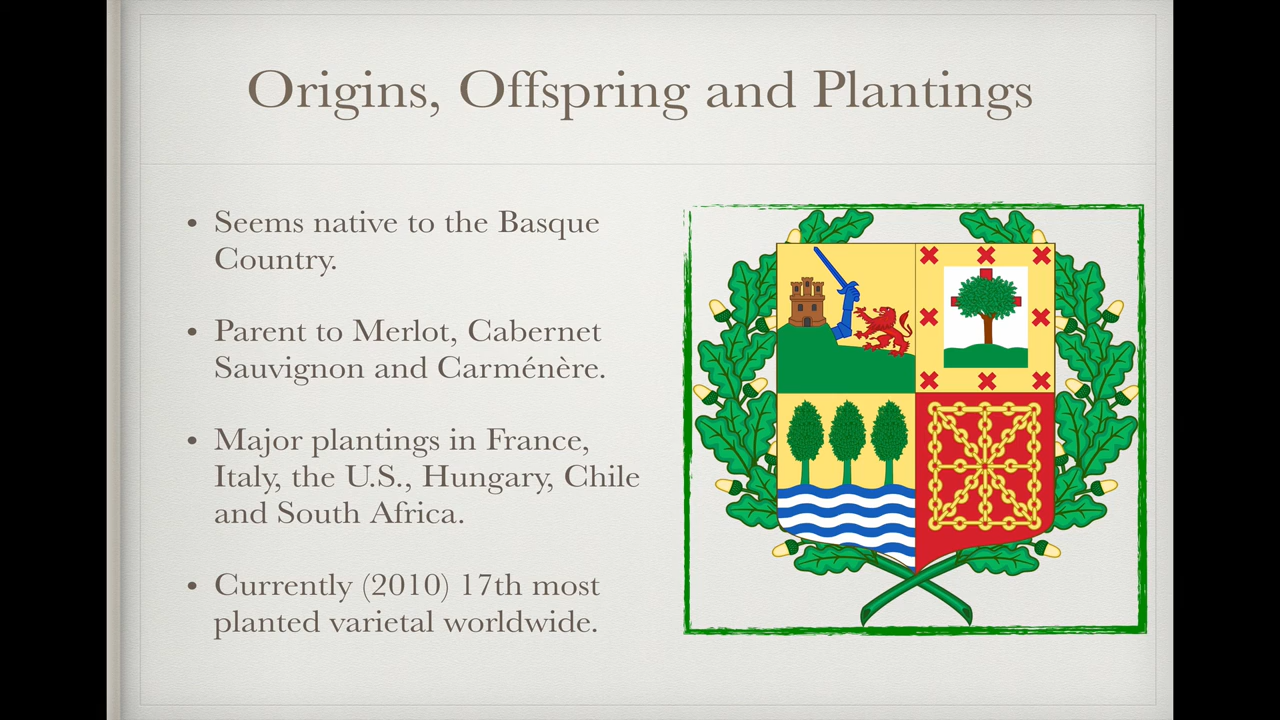 Origins, Offspring and Plantings
• Seems native to the Basque
Country.
• Parent to Merlot, Cabernet
Sauvignon and Carménère.
• Major plantings in France,
Italy, the U.S., Hungary, Chile
and South Africa.
• Currently (2010) 17th most
planted varietal worldwide.